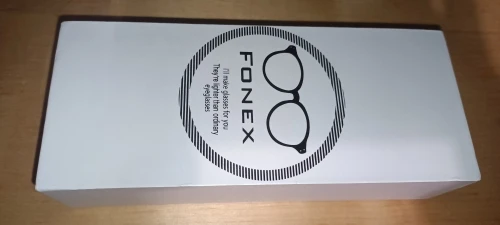 FONEX
I'll make glasses for you
They're lighter than ordinary
eyeglasses